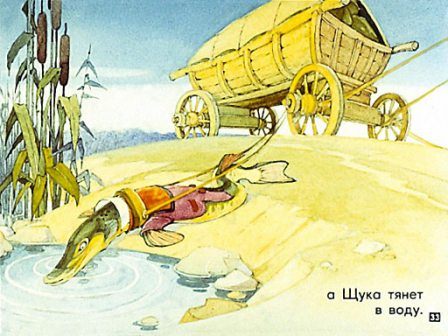 а Щука тянет
в воду.
33